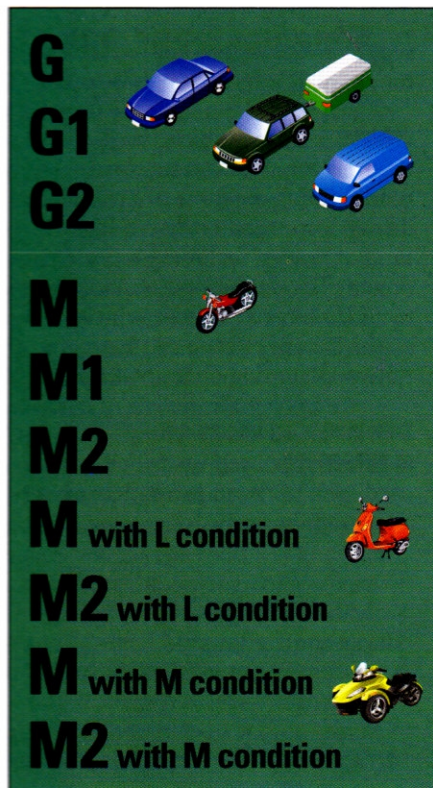 G
G1
G2
M
M1
M2
M with L condition
M2 with L condition
M with M condition
M2 with M condition